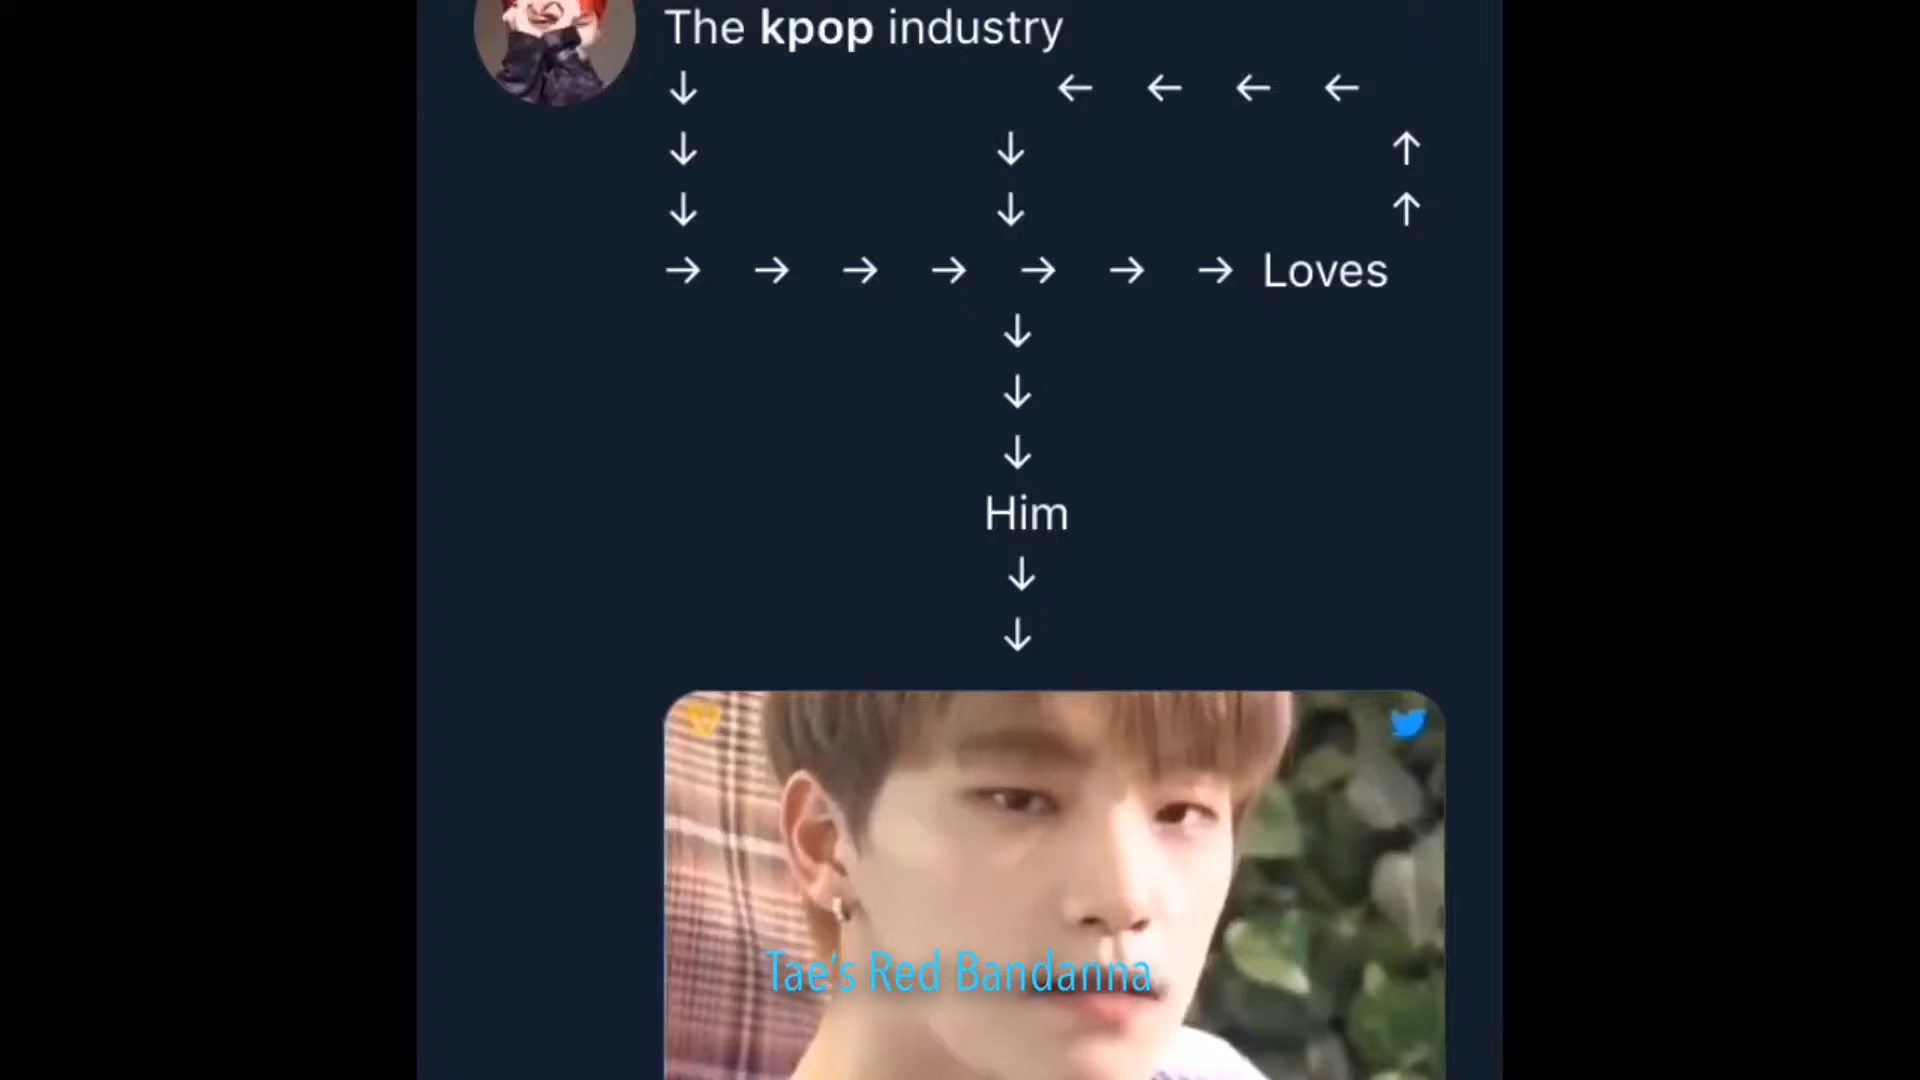 The kpop industry
↓ ← ← ← ←
↓ ↓ ↑
↓ ↓ ↑
→ → → → → → → Loves
↓
↓
↓
Him
↓
↓
Tae's Red Bandanna